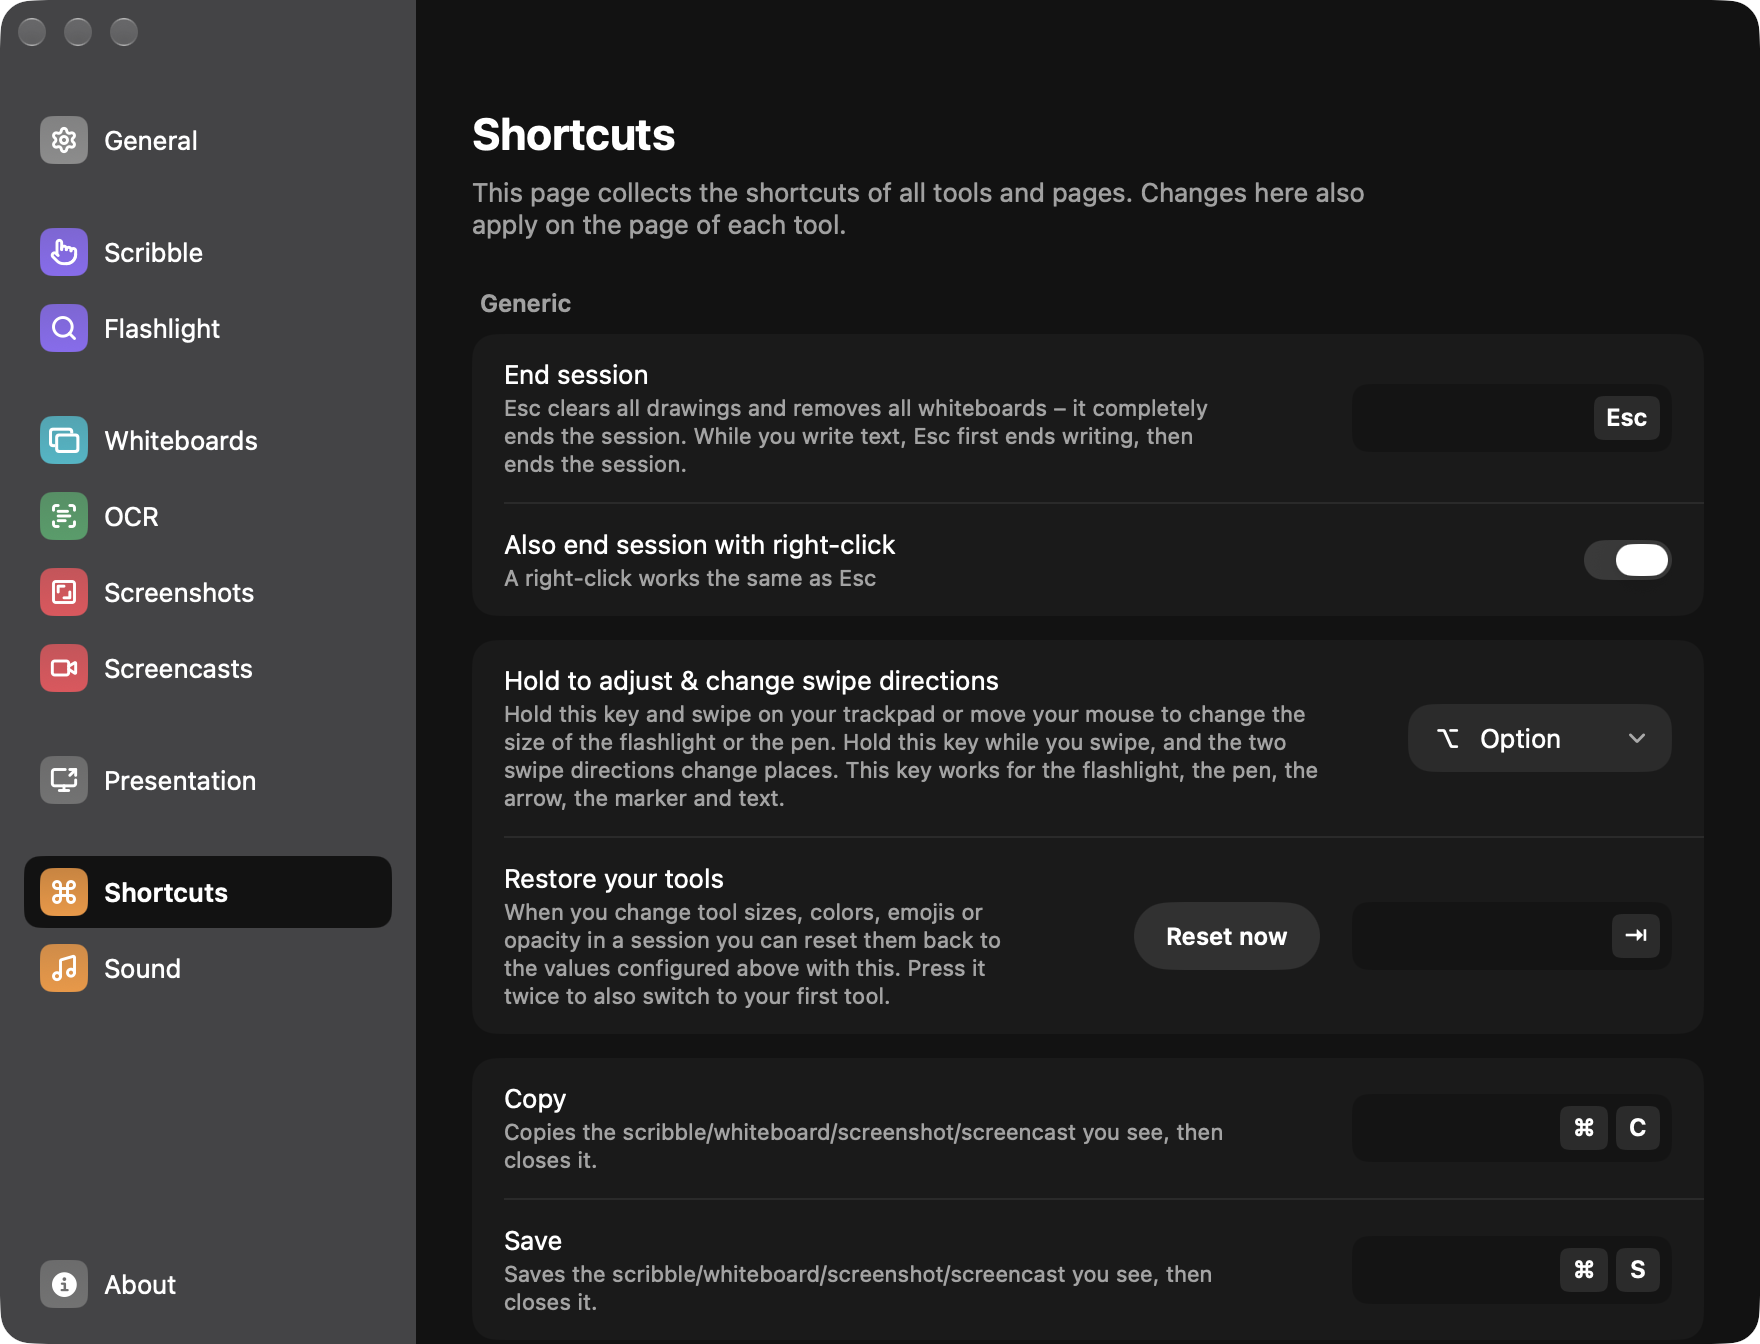 General
Scribble
Flashlight
Whiteboards
OCR
Screenshots
Screencasts
Presentation
Shortcuts
Sound
About
Shortcuts
This page collects the shortcuts of all tools and pages. Changes here also
apply on the page of each tool.
Generic
End session
Esc clears all drawings and removes all whiteboards – it completely
ends the session. While you write text, Esc first ends writing, then
ends the session.
Esc
Also end session with right-click
A right-click works the same as Esc
Hold to adjust & change swipe directions
Hold this key and swipe on your trackpad or move your mouse to change the
size of the flashlight or the pen. Hold this key while you swipe, and the two
swipe directions change places. This key works for the flashlight, the pen, the
arrow, the marker and text.
⌥ Option
Restore your tools
When you change tool sizes, colors, emojis or
opacity in a session you can reset them back to
the values configured above with this. Press it
twice to also switch to your first tool.
Reset now
⇥
Copy
Copies the scribble/whiteboard/screenshot/screencast you see, then
closes it.
⌘ C
Save
Saves the scribble/whiteboard/screenshot/screencast you see, then
closes it.
⌘ S